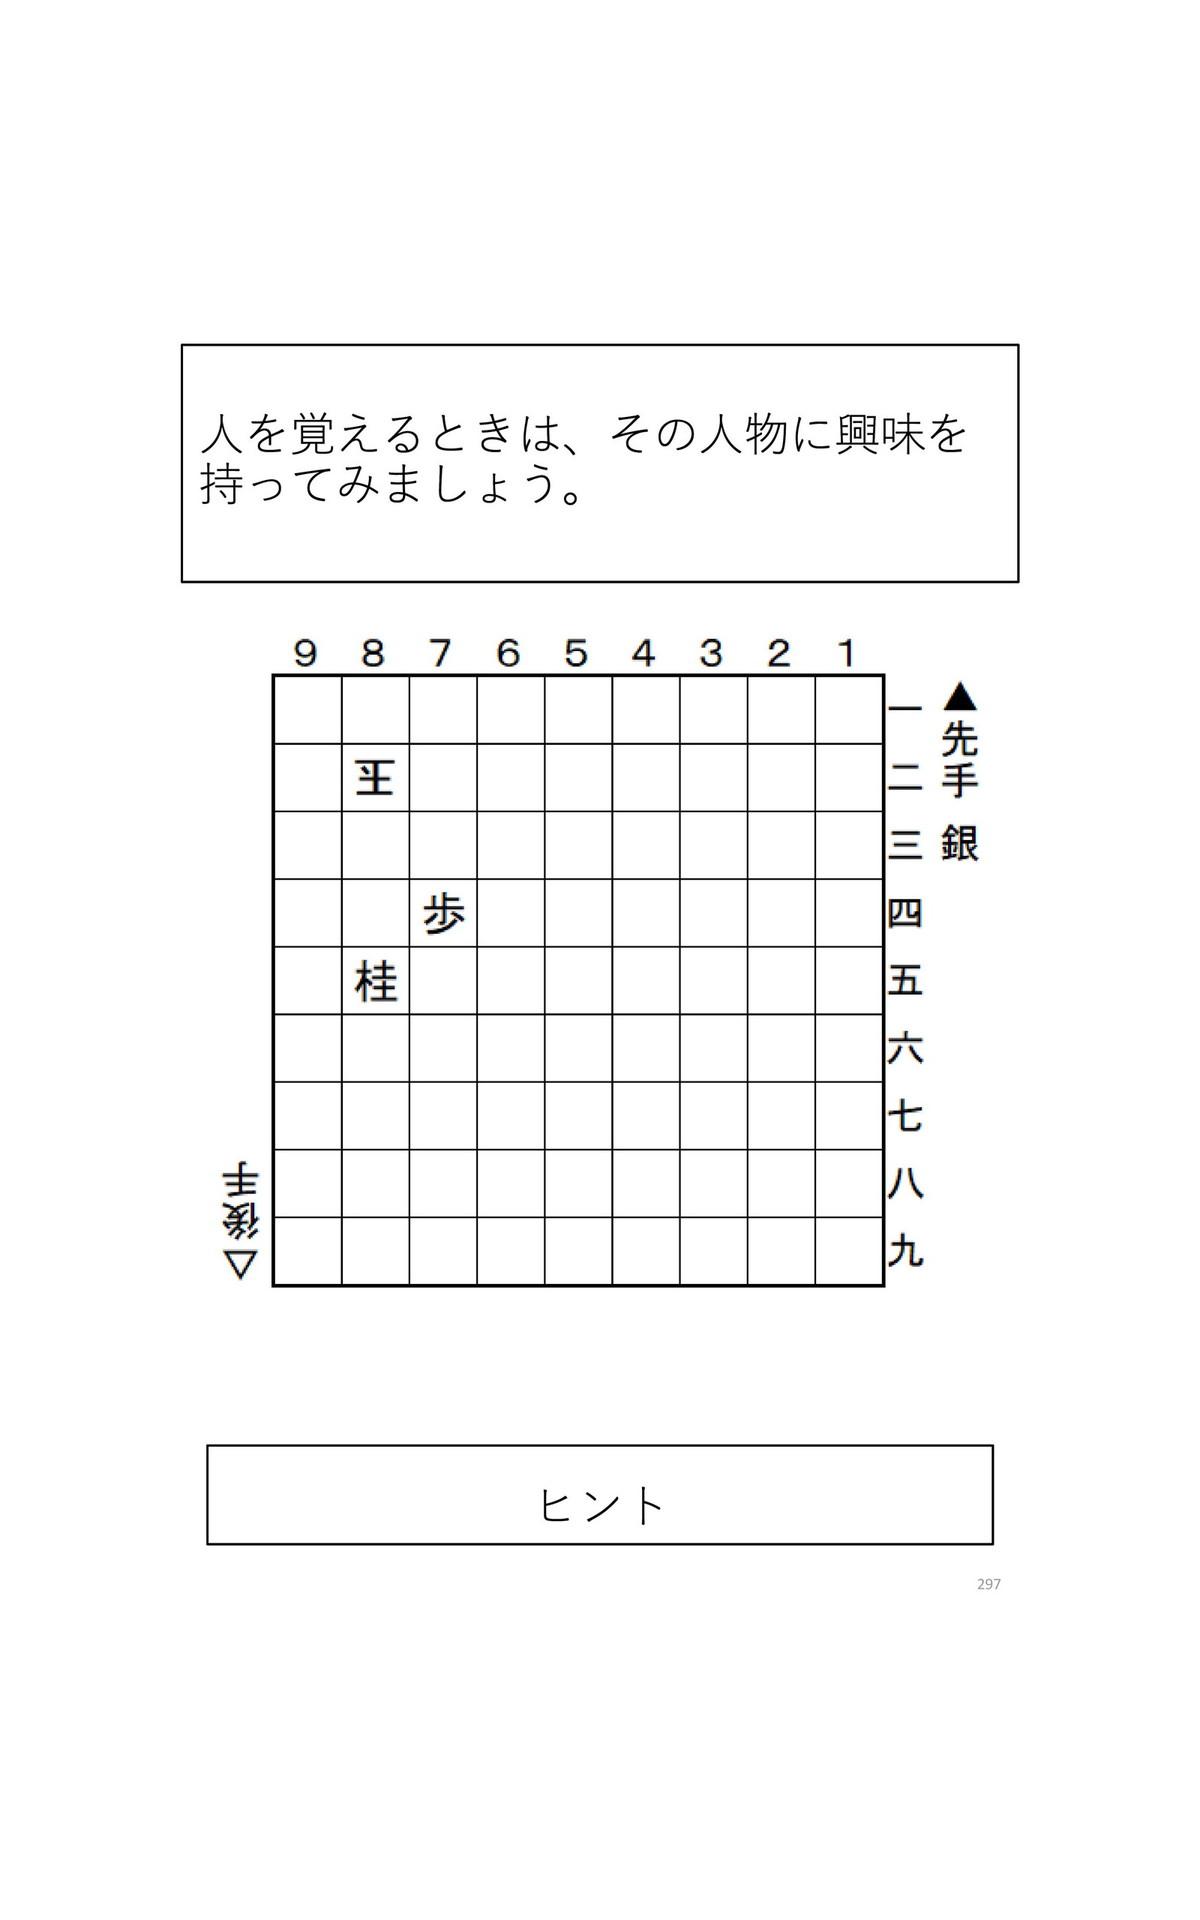 人を覚えるときは、その人物に興味を
持ってみましょう。
9 8 7 6 5 4 3 2 1
一
二
三
四
五
六
七
八
九
▲先手 銀
王
歩
桂
△後手
ヒント
297